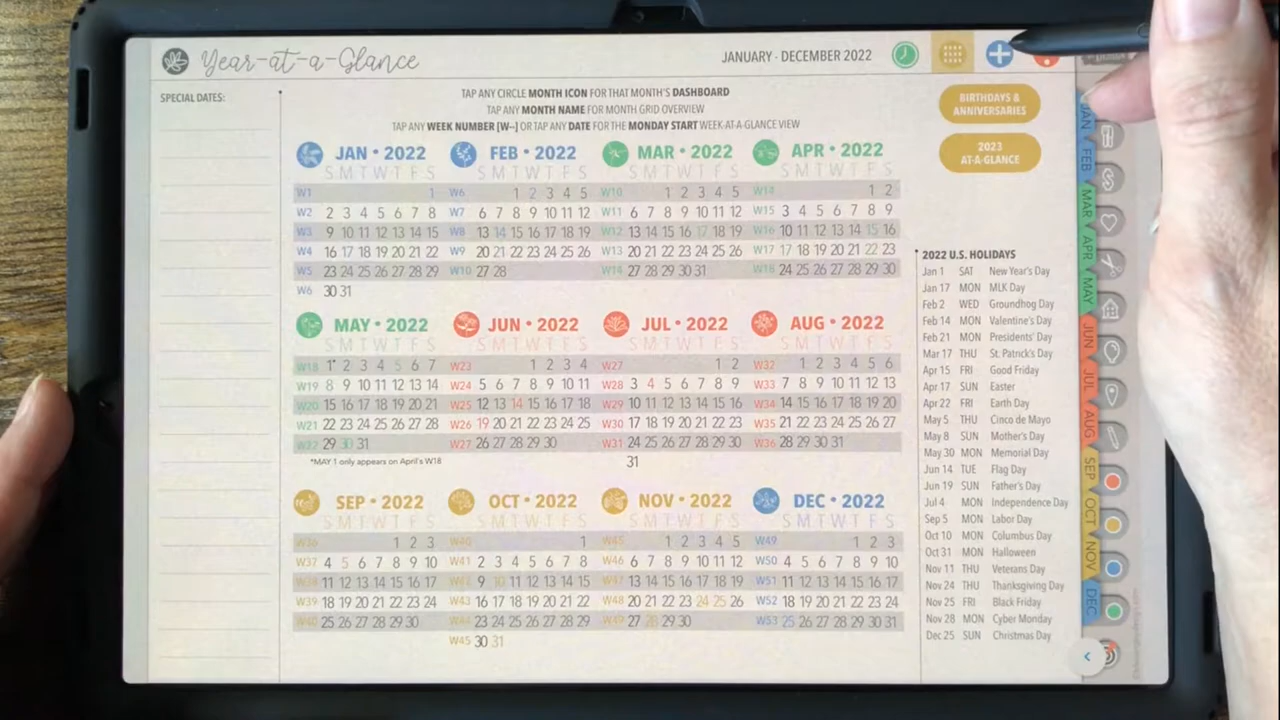 Year-at-a-Glance
JANUARY - DECEMBER 2022
SPECIAL DATES:
TAP ANY CIRCLE MONTH ICON FOR THAT MONTH'S DASHBOARD
TAP ANY MONTH NAME FOR MONTH GRID OVERVIEW
TAP ANY WEEK NUMBER [W--] OR TAP ANY DATE FOR THE MONDAY START WEEK-AT-A-GLANCE VIEW
BIRTHDAYS &
ANNIVERSARIES
2023
AT-A-GLANCE
JAN • 2022 FEB • 2022 MAR • 2022 APR • 2022
S M T W T F S S M T W T F S S M T W T F S S M T W T F S
W1 1 W6 1 2 3 4 5 W10 1 2 3 4 5 W14 1 2
W2 2 3 4 5 6 7 8 W7 6 7 8 9 10 11 12 W11 6 7 8 9 10 11 12 W15 3 4 5 6 7 8 9
W3 9 10 11 12 13 14 15 W8 13 14 15 16 17 18 19 W12 13 14 15 16 17 18 19 W16 10 11 12 13 14 15 16
W4 16 17 18 19 20 21 22 W9 20 21 22 23 24 25 26 W13 20 21 22 23 24 25 26 W17 17 18 19 20 21 22 23
W5 23 24 25 26 27 28 29 W10 27 28 W14 27 28 29 30 31 W18 24 25 26 27 28 29 30
W6 30 31
MAY • 2022 JUN • 2022 JUL • 2022 AUG • 2022
S M T W T F S S M T W T F S S M T W T F S S M T W T F S
W18 1* 2 3 4 5 6 7 W23 1 2 3 4 W27 1 2 W32 1 2 3 4 5 6
W19 8 9 10 11 12 13 14 W24 5 6 7 8 9 10 11 W28 3 4 5 6 7 8 9 W33 7 8 9 10 11 12 13
W20 15 16 17 18 19 20 21 W25 12 13 14 15 16 17 18 W29 10 11 12 13 14 15 16 W34 14 15 16 17 18 19 20
W21 22 23 24 25 26 27 28 W26 19 20 21 22 23 24 25 W30 17 18 19 20 21 22 23 W35 21 22 23 24 25 26 27
W22 29 30 31 W27 26 27 28 29 30 W31 24 25 26 27 28 29 30 W36 28 29 30 31
*MAY 1 only appears on April's W18
31
SEP • 2022 OCT • 2022 NOV • 2022 DEC • 2022
S M T W T F S S M T W T F S S M T W T F S S M T W T F S
W36 1 2 3 W40 1 W45 1 2 3 4 5 W49 1 2 3
W37 4 5 6 7 8 9 10 W41 2 3 4 5 6 7 8 W46 6 7 8 9 10 11 12 W50 4 5 6 7 8 9 10
W38 11 12 13 14 15 16 17 W42 9 10 11 12 13 14 15 W47 13 14 15 16 17 18 19 W51 11 12 13 14 15 16 17
W39 18 19 20 21 22 23 24 W43 16 17 18 19 20 21 22 W48 20 21 22 23 24 25 26 W52 18 19 20 21 22 23 24
W40 25 26 27 28 29 30 W44 23 24 25 26 27 28 29 W49 27 28 29 30 W53 25 26 27 28 29 30 31
W45 30 31
2022 U.S. HOLIDAYS
Jan 1 SAT New Year's Day
Jan 17 MON MLK Day
Feb 2 WED Groundhog Day
Feb 14 MON Valentine's Day
Feb 21 MON Presidents' Day
Mar 17 THU St. Patrick's Day
Apr 15 FRI Good Friday
Apr 17 SUN Easter
Apr 22 FRI Earth Day
May 5 THU Cinco de Mayo
May 8 SUN Mother's Day
May 30 MON Memorial Day
Jun 14 TUE Flag Day
Jun 19 SUN Father's Day
Jul 4 MON Independence Day
Sep 5 MON Labor Day
Oct 10 MON Columbus Day
Oct 31 MON Halloween
Nov 11 THU Veterans Day
Nov 24 THU Thanksgiving Day
Nov 25 FRI Black Friday
Nov 28 MON Cyber Monday
Dec 25 SUN Christmas Day
JAN
FEB
MAR
APR
MAY
JUN
JUL
AUG
SEP
OCT
NOV
DEC